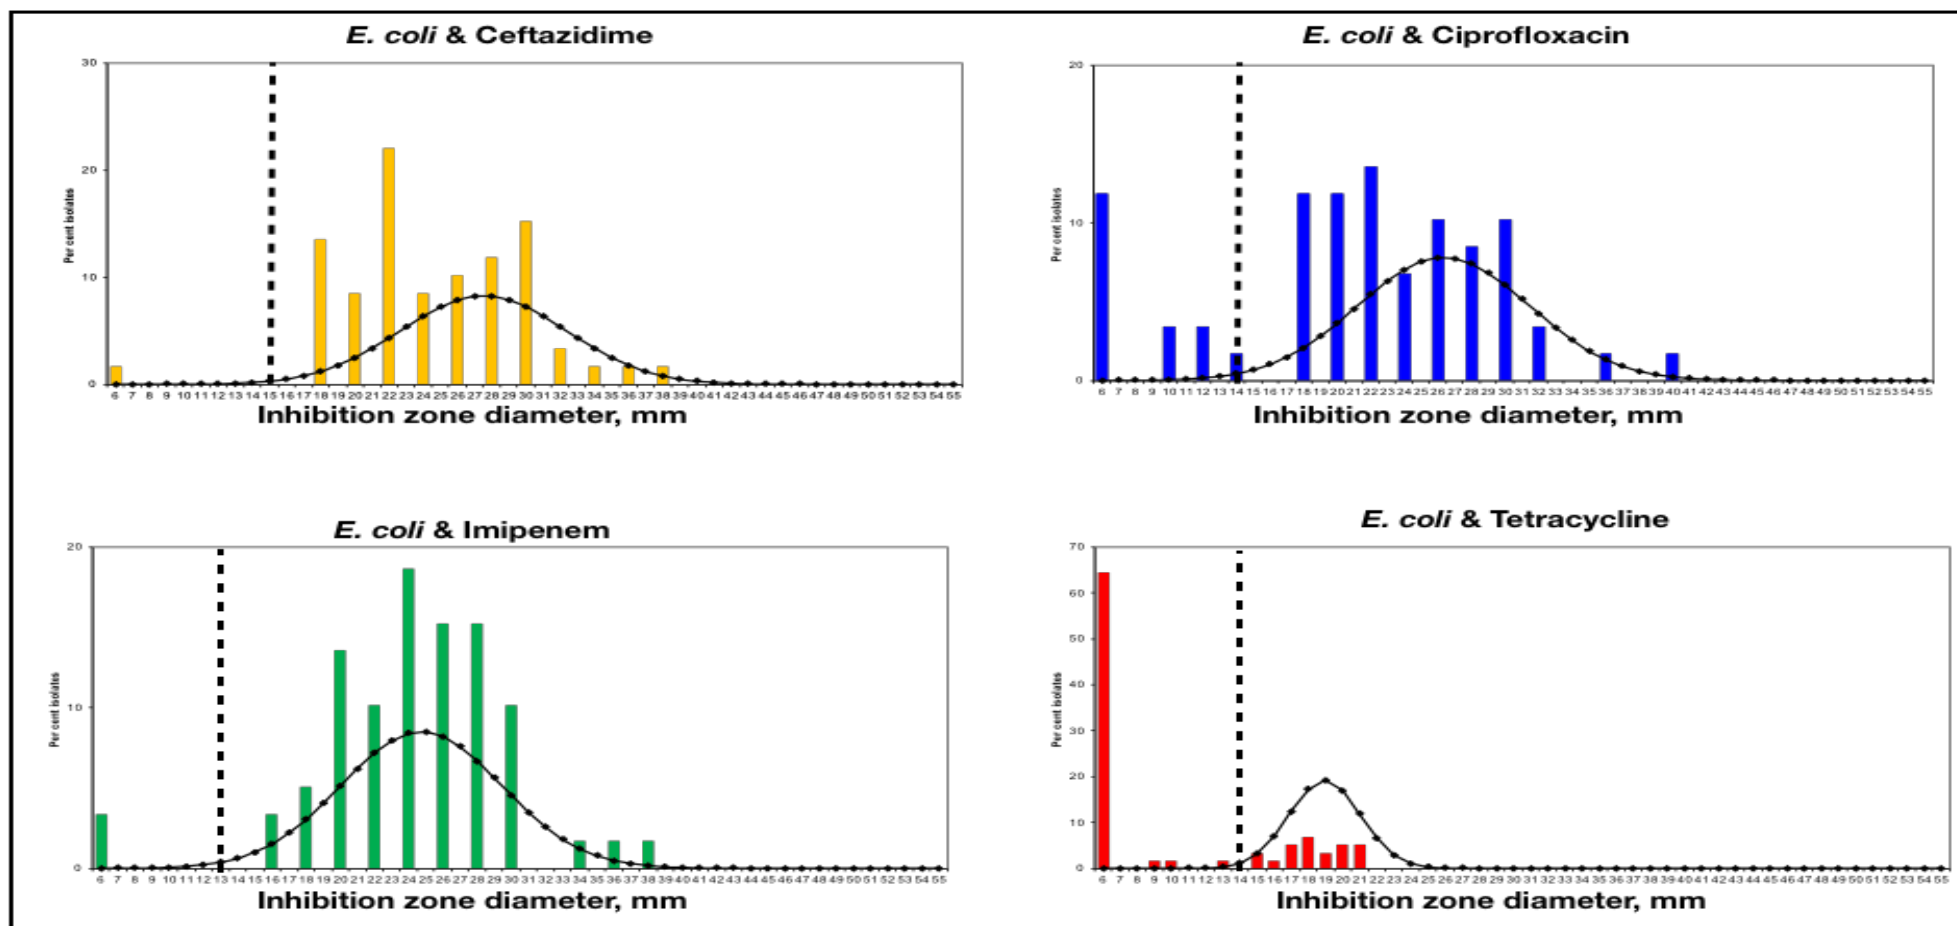 E. coli & Ceftazidime
30
20
10
0
Per cent isolates
6 7 8 9 10 11 12 13 14 15 16 17 18 19 20 21 22 23 24 25 26 27 28 29 30 31 32 33 34 35 36 37 38 39 40 41 42 43 44 45 46 47 48 49 50 51 52 53 54 55
Inhibition zone diameter, mm
E. coli & Ciprofloxacin
20
10
0
Per cent isolates
6 7 8 9 10 11 12 13 14 15 16 17 18 19 20 21 22 23 24 25 26 27 28 29 30 31 32 33 34 35 36 37 38 39 40 41 42 43 44 45 46 47 48 49 50 51 52 53 54 55
Inhibition zone diameter, mm
E. coli & Imipenem
20
10
0
Per cent isolates
6 7 8 9 10 11 12 13 14 15 16 17 18 19 20 21 22 23 24 25 26 27 28 29 30 31 32 33 34 35 36 37 38 39 40 41 42 43 44 45 46 47 48 49 50 51 52 53 54 55
Inhibition zone diameter, mm
E. coli & Tetracycline
70
60
50
40
30
20
10
0
Per cent isolates
6 7 8 9 10 11 12 13 14 15 16 17 18 19 20 21 22 23 24 25 26 27 28 29 30 31 32 33 34 35 36 37 38 39 40 41 42 43 44 45 46 47 48 49 50 51 52 53 54 55
Inhibition zone diameter, mm